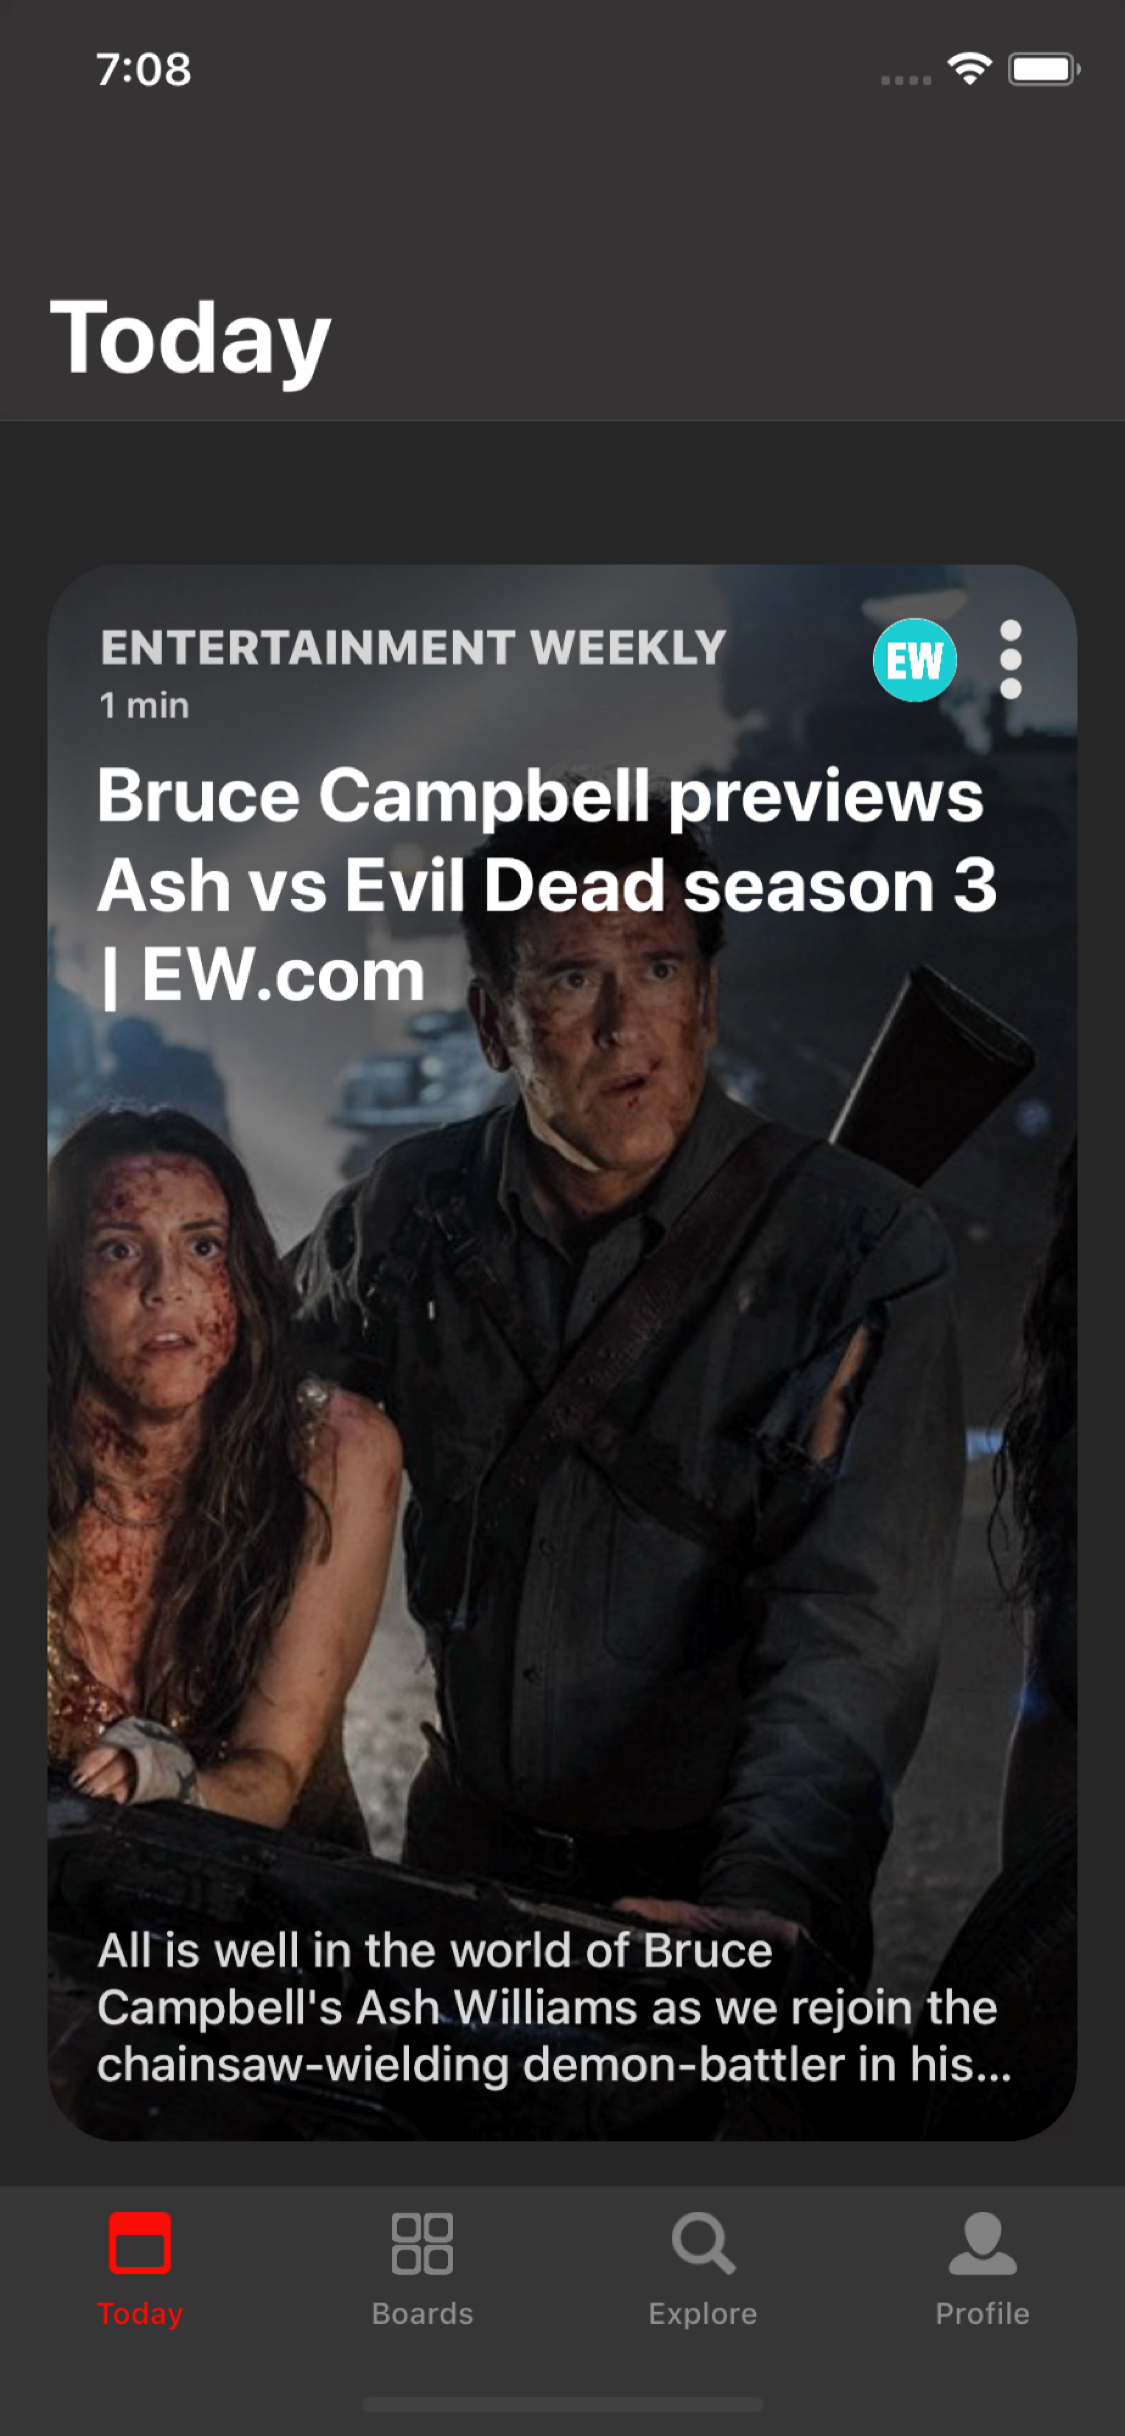 7:08
Today
ENTERTAINMENT WEEKLY
EW
1 min
Bruce Campbell previews
Ash vs Evil Dead season 3
| EW.com
All is well in the world of Bruce
Campbell's Ash Williams as we rejoin the
chainsaw-wielding demon-battler in his...
Today
Boards
Explore
Profile